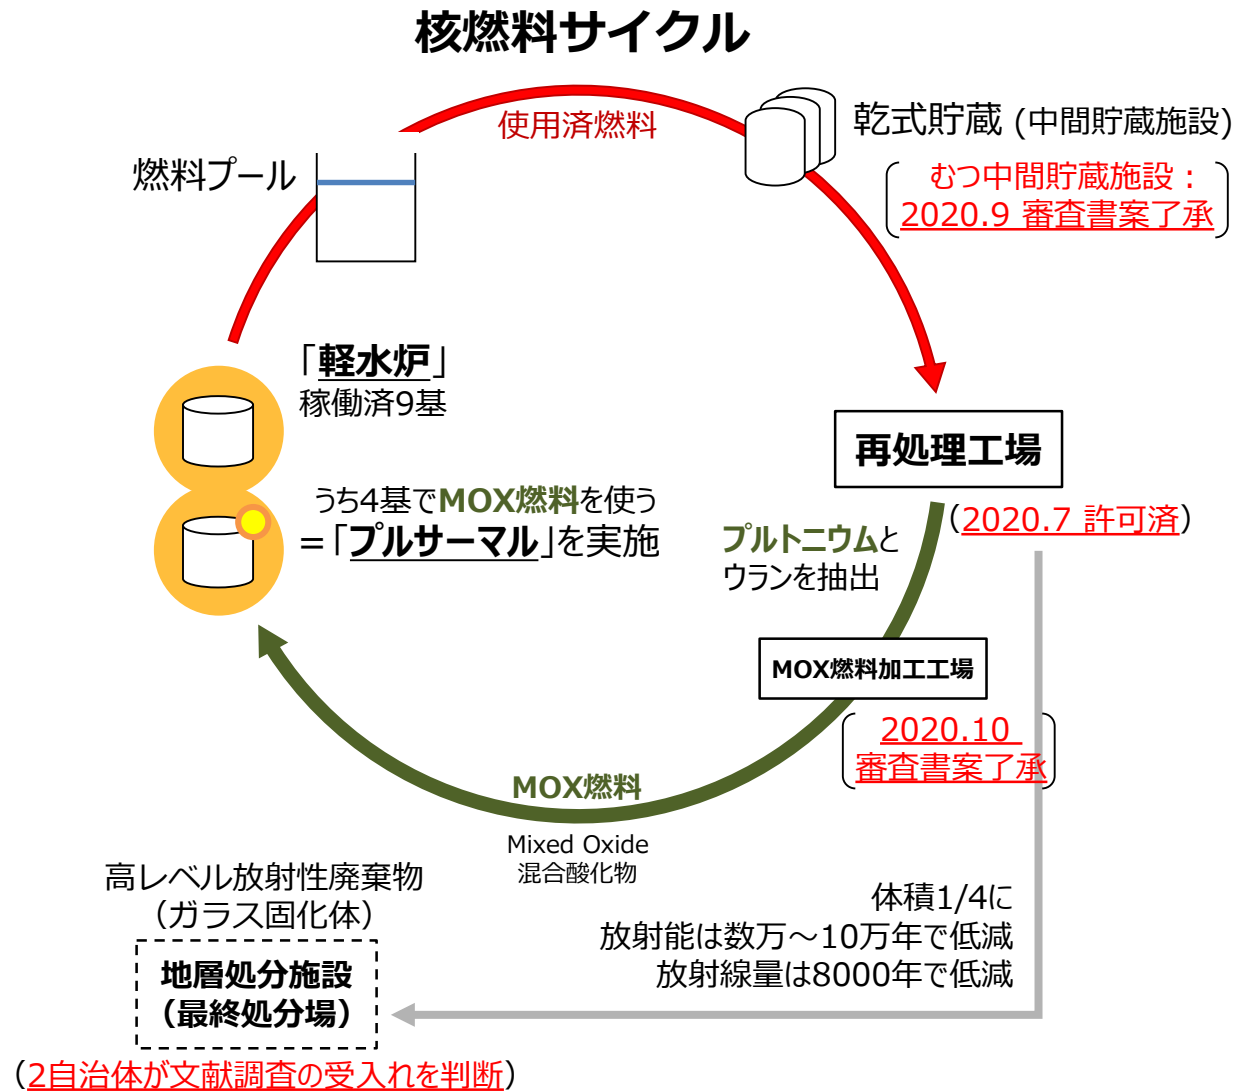 核燃料サイクル
使用済燃料
乾式貯蔵 (中間貯蔵施設)
燃料プール
むつ中間貯蔵施設：
2020.9 審査書案了承
「軽水炉」
稼働済9基
再処理工場
うち4基でMOX燃料を使う
=「プルサーマル」を実施
（2020.7 許可済）
プルトニウムと
ウランを抽出
MOX燃料加工工場
2020.10
審査書案了承
MOX燃料
Mixed Oxide
混合酸化物
高レベル放射性廃棄物
（ガラス固化体）
体積1/4に
放射能は数万～10万年で低減
放射線量は8000年で低減
地層処分施設
（最終処分場）
（2自治体が文献調査の受入れを判断）